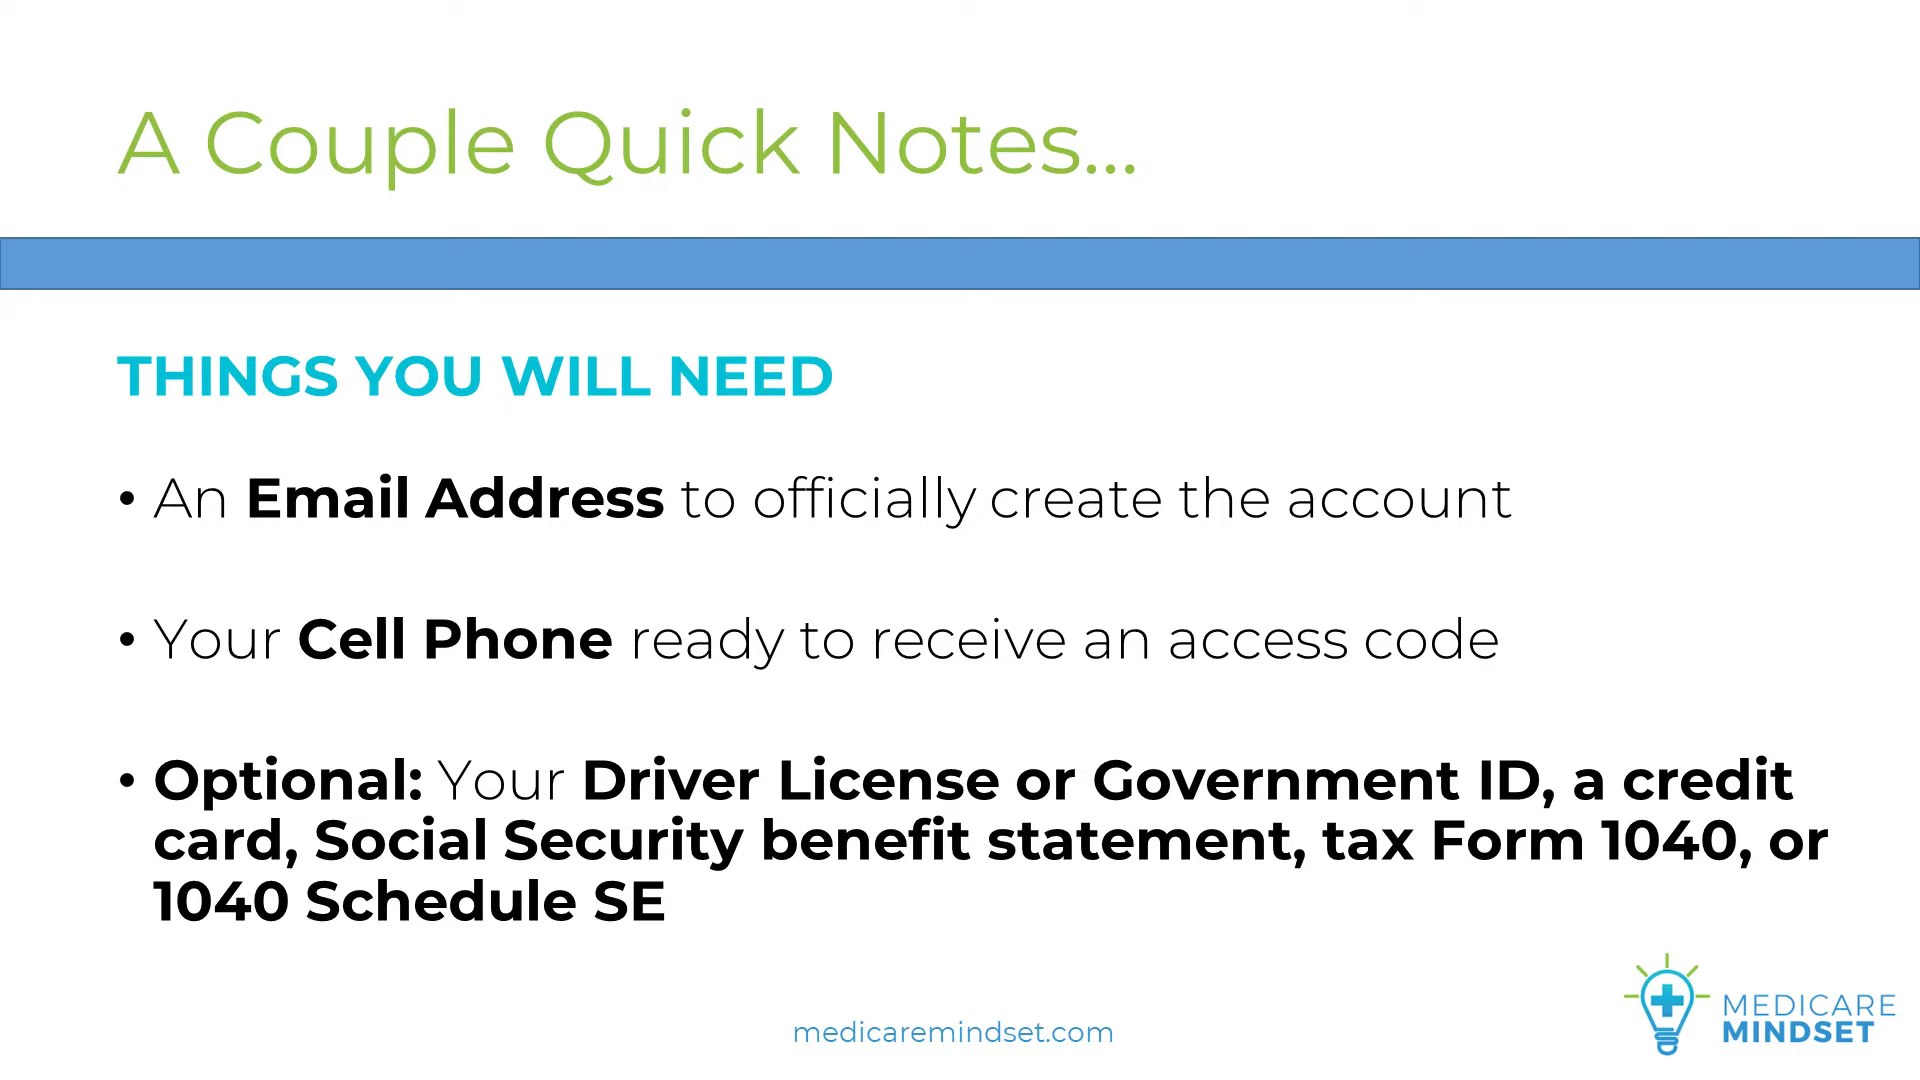 A Couple Quick Notes...
THINGS YOU WILL NEED
• An Email Address to officially create the account
• Your Cell Phone ready to receive an access code
• Optional: Your Driver License or Government ID, a credit
card, Social Security benefit statement, tax Form 1040, or
1040 Schedule SE
medicaremindset.com
MEDICARE
MINDSET